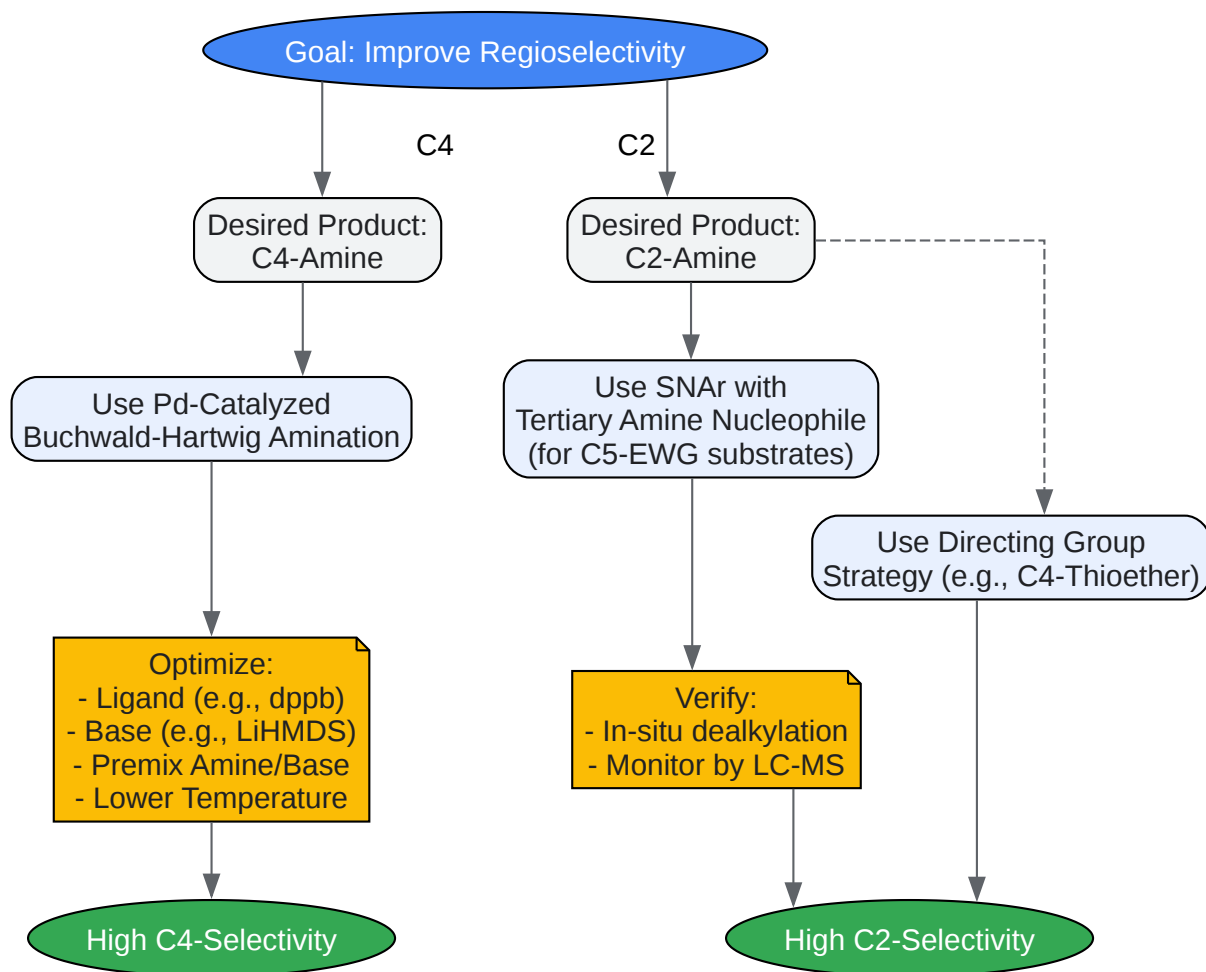 Goal: Improve Regioselectivity
C4
C2
Desired Product:
C4-Amine
Desired Product:
C2-Amine
Use Pd-Catalyzed
Buchwald-Hartwig Amination
Use SNAr with
Tertiary Amine Nucleophile
(for C5-EWG substrates)
Use Directing Group
Strategy (e.g., C4-Thioether)
Optimize:
- Ligand (e.g., dppb)
- Base (e.g., LiHMDS)
- Premix Amine/Base
- Lower Temperature
Verify:
- In-situ dealkylation
- Monitor by LC-MS
High C4-Selectivity
High C2-Selectivity